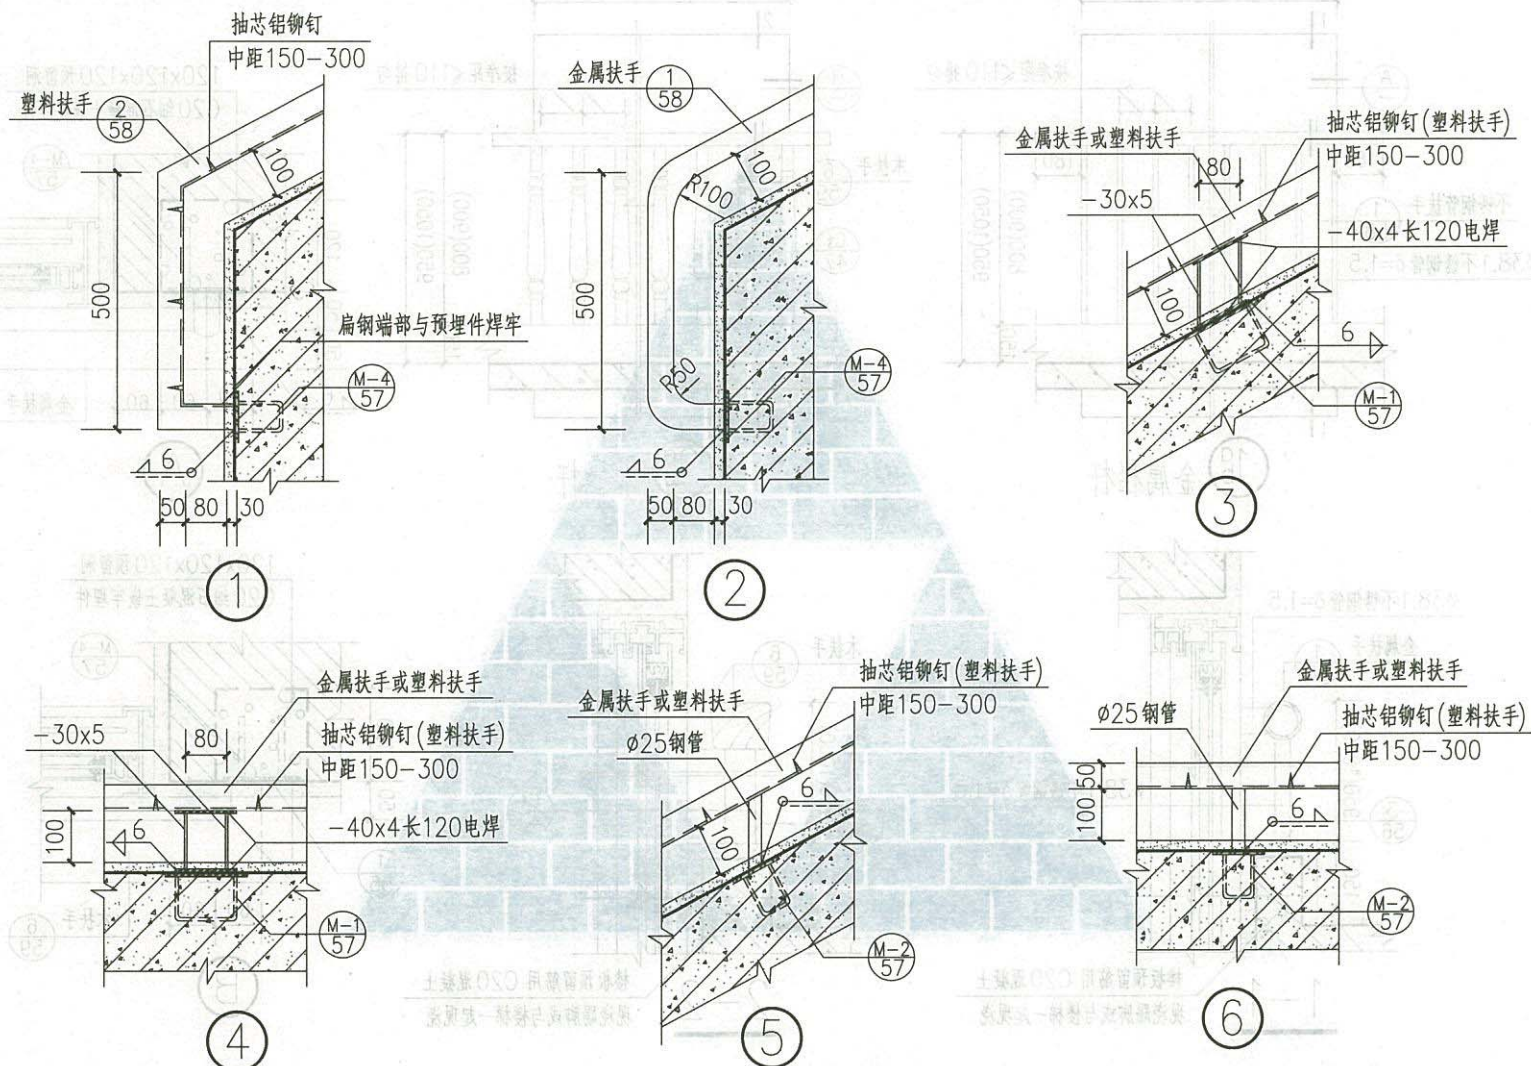 抽芯铝铆钉
中距150-300
塑料扶手
2
58
100
500
扁钢端部与预埋件焊牢
M-4
57
6
50 80 30
1
金属扶手
1
58
100
R100
500
R50
M-4
57
6
50 80 30
2
抽芯铝铆钉(塑料扶手)
中距150-300
金属扶手或塑料扶手
80
-30x5
-40x4长120电焊
100
6
M-1
57
3
金属扶手或塑料扶手
-30x5
80
抽芯铝铆钉(塑料扶手)
中距150-300
100
6
-40x4长120电焊
M-1
57
4
抽芯铝铆钉(塑料扶手)
中距150-300
金属扶手或塑料扶手
ø25钢管
6
100
M-2
57
5
金属扶手或塑料扶手
ø25钢管
抽芯铝铆钉(塑料扶手)
中距150-300
50
100
6
M-2
57
6